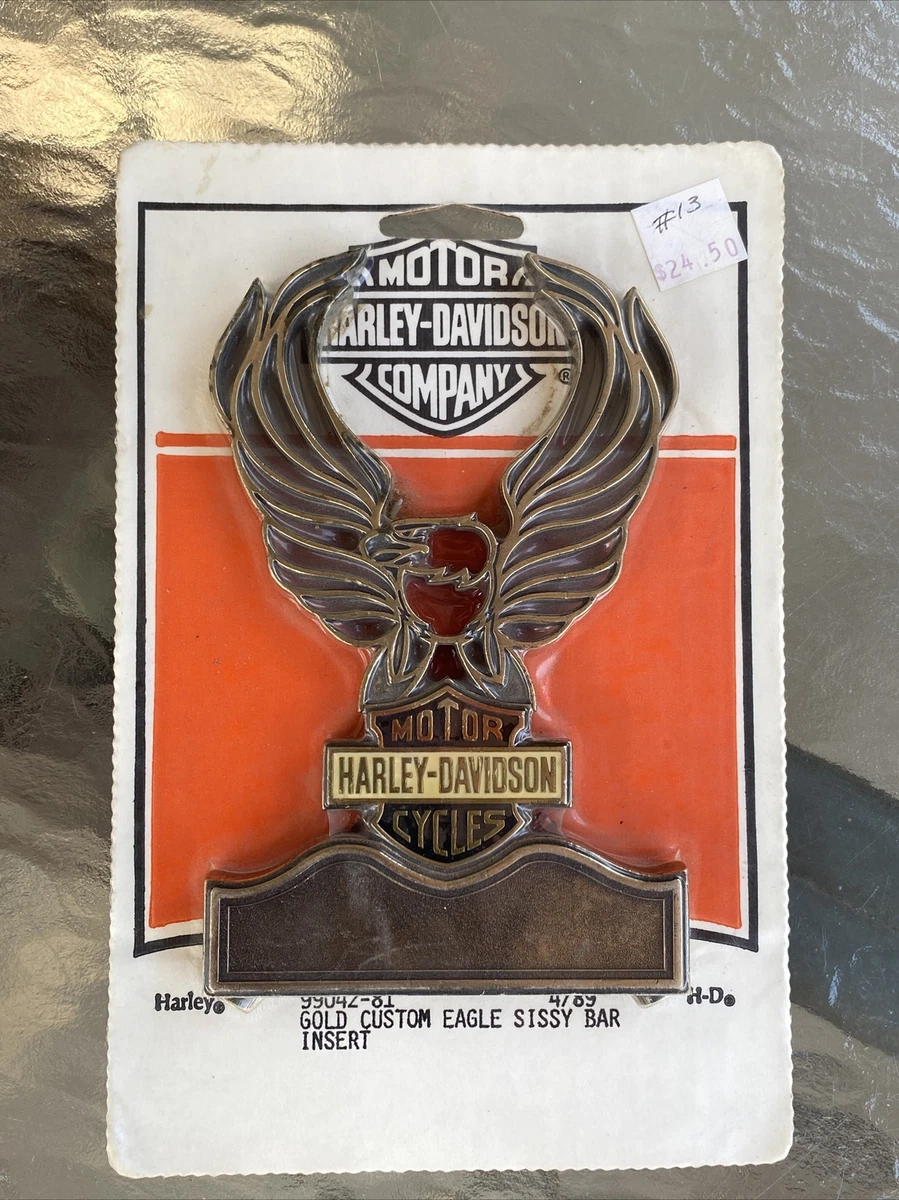 #13
$24.50
MOTOR
HARLEY-DAVIDSON
COMPANY
®
MOTOR
HARLEY-DAVIDSON
CYCLES
Harley® 99042-81 4/89 H-D®
GOLD CUSTOM EAGLE SISSY BAR
INSERT